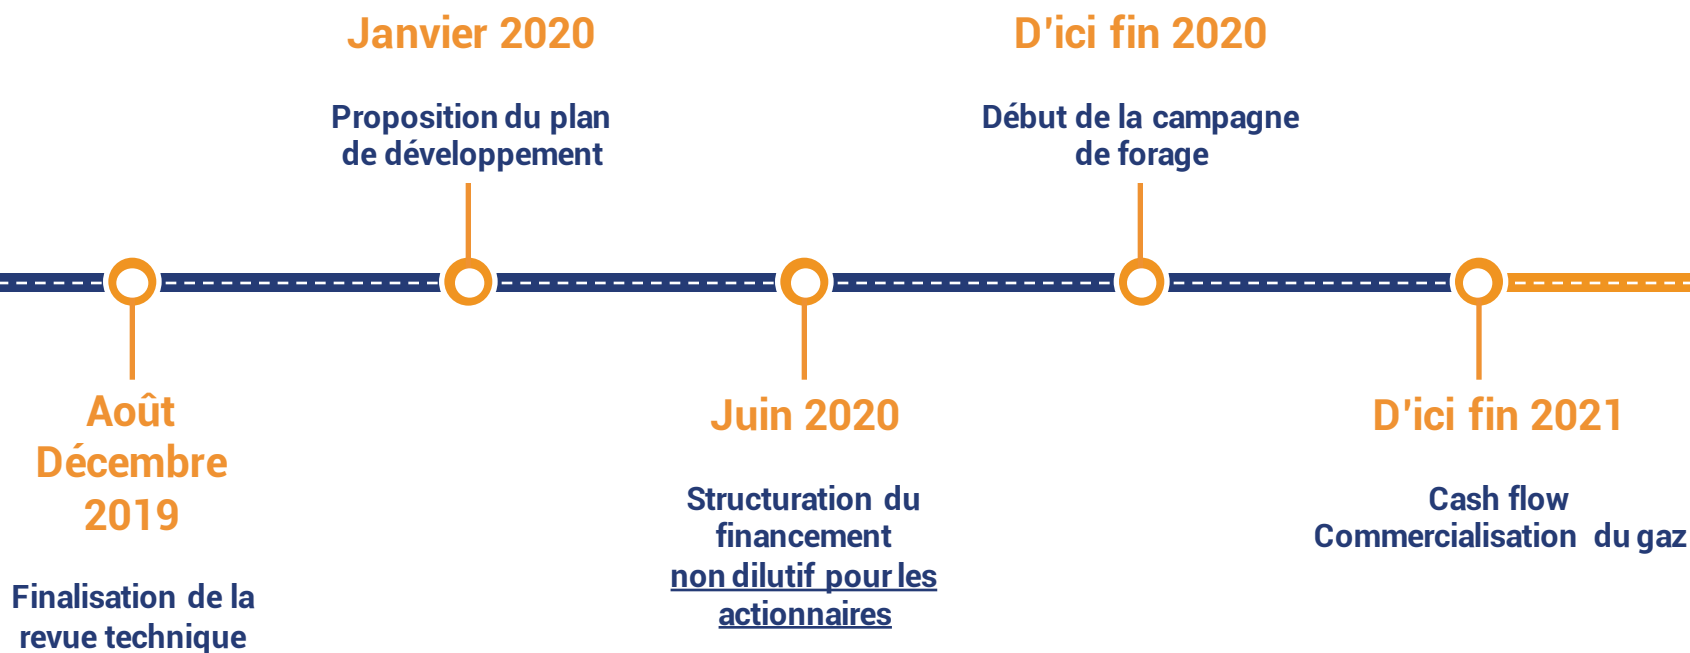 Août
Décembre
2019
Finalisation de la
revue technique
Janvier 2020
Proposition du plan
de développement
Juin 2020
Structuration du
financement
non dilutif pour les
actionnaires
D'ici fin 2020
Début de la campagne
de forage
D'ici fin 2021
Cash flow
Commercialisation du gaz